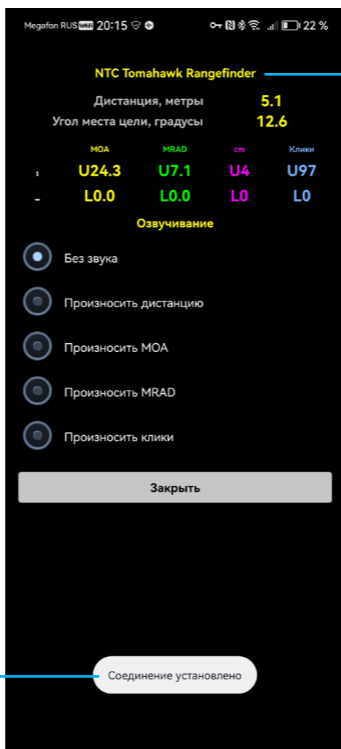 Megafon RUS 20:15 22 %
NTC Tomahawk Rangefinder
Дистанция, метры 5.1
Угол места цели, градусы 12.6
MOA MRAD cm Клики
U24.3 U7.1 U4 U97
L0.0 L0.0 L0 L0
Озвучивание
Без звука
Произносить дистанцию
Произносить MOA
Произносить MRAD
Произносить клики
Закрыть
Соединение установлено